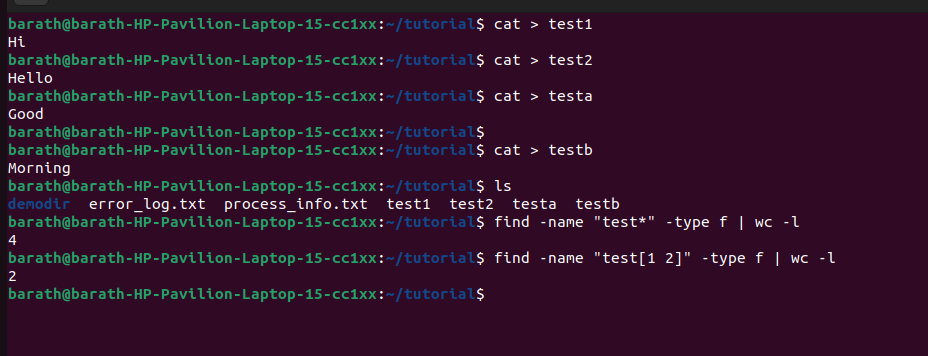 barath@barath-HP-Pavilion-Laptop-15-cc1xx:~/tutorial$ cat > test1
Hi
barath@barath-HP-Pavilion-Laptop-15-cc1xx:~/tutorial$ cat > test2
Hello
barath@barath-HP-Pavilion-Laptop-15-cc1xx:~/tutorial$ cat > testa
Good
barath@barath-HP-Pavilion-Laptop-15-cc1xx:~/tutorial$
barath@barath-HP-Pavilion-Laptop-15-cc1xx:~/tutorial$ cat > testb
Morning
barath@barath-HP-Pavilion-Laptop-15-cc1xx:~/tutorial$ ls
demodir  error_log.txt  process_info.txt  test1  test2  testa  testb
barath@barath-HP-Pavilion-Laptop-15-cc1xx:~/tutorial$ find -name "test*" -type f | wc -l
4
barath@barath-HP-Pavilion-Laptop-15-cc1xx:~/tutorial$ find -name "test[1 2]" -type f | wc -l
2
barath@barath-HP-Pavilion-Laptop-15-cc1xx:~/tutorial$